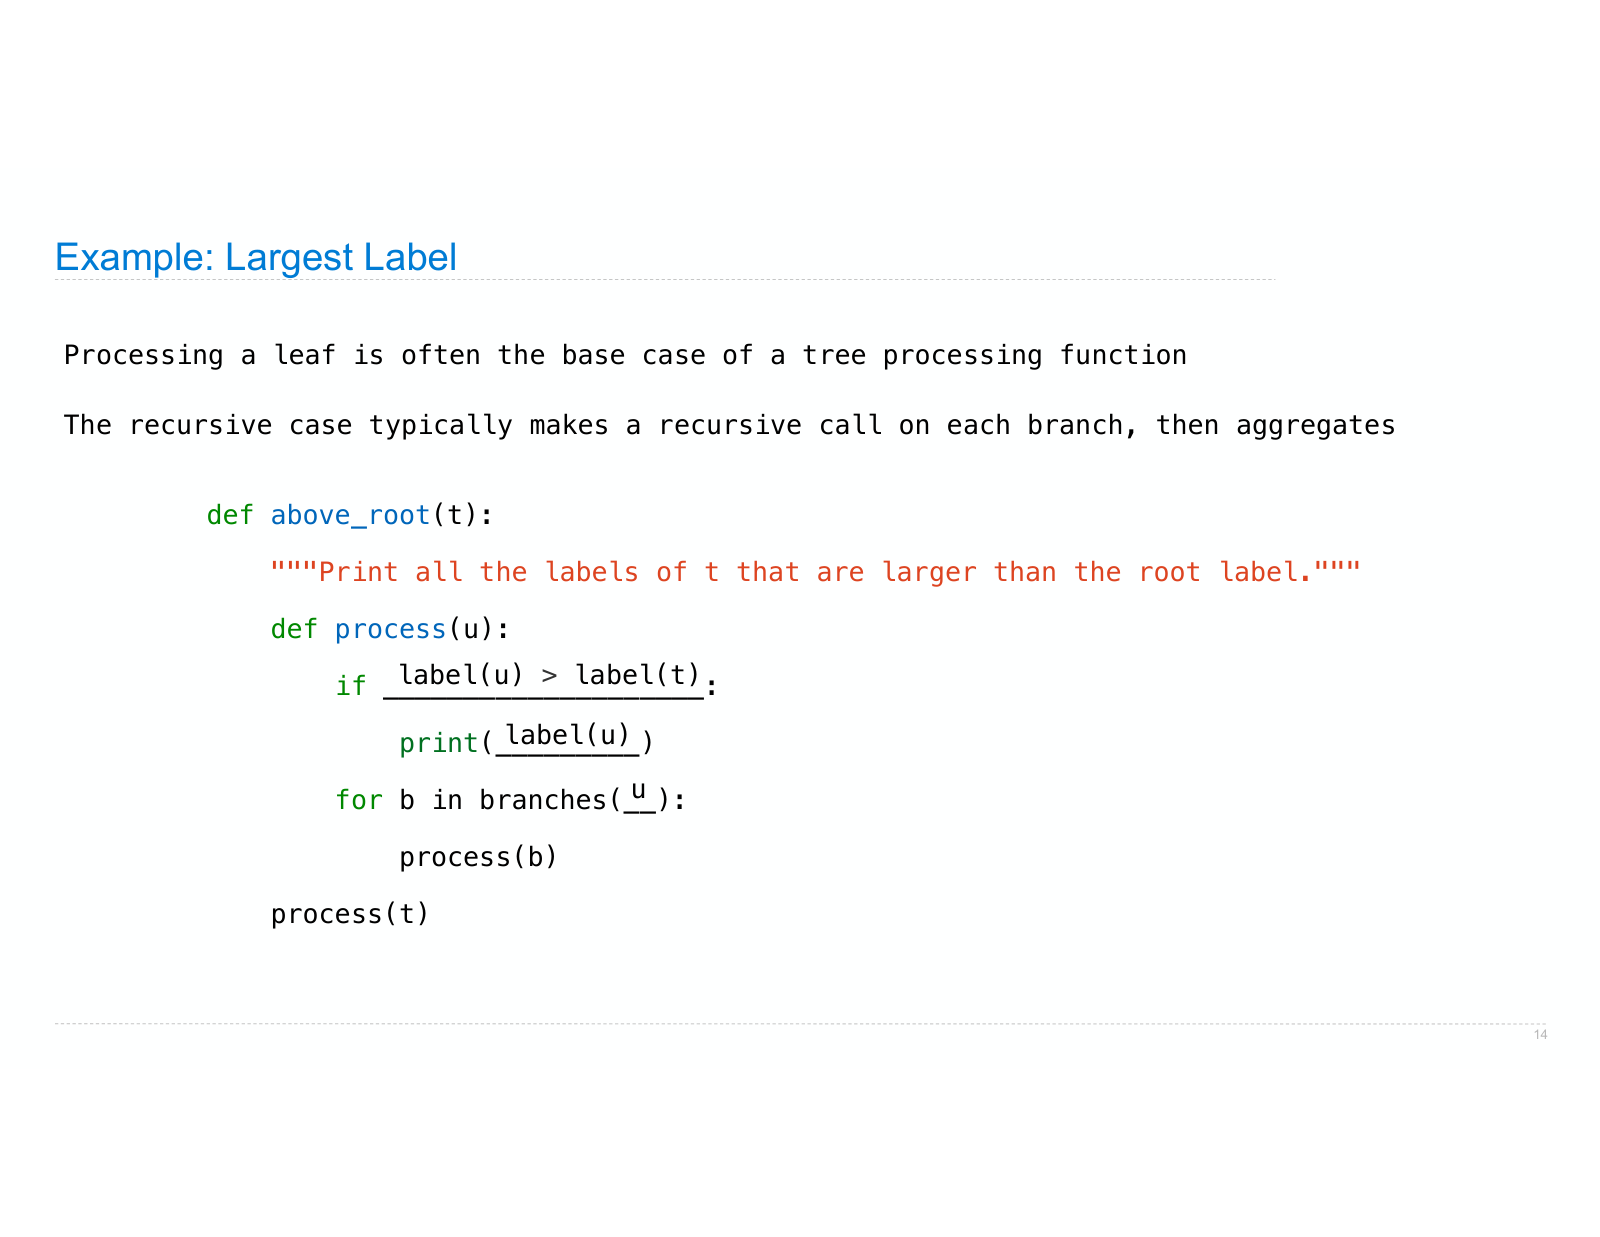 Example: Largest Label
Processing a leaf is often the base case of a tree processing function
The recursive case typically makes a recursive call on each branch, then aggregates
def above_root(t):
"""Print all the labels of t that are larger than the root label."""
def process(u):
if label(u) > label(t):
print(label(u))
for b in branches(u):
process(b)
process(t)
14